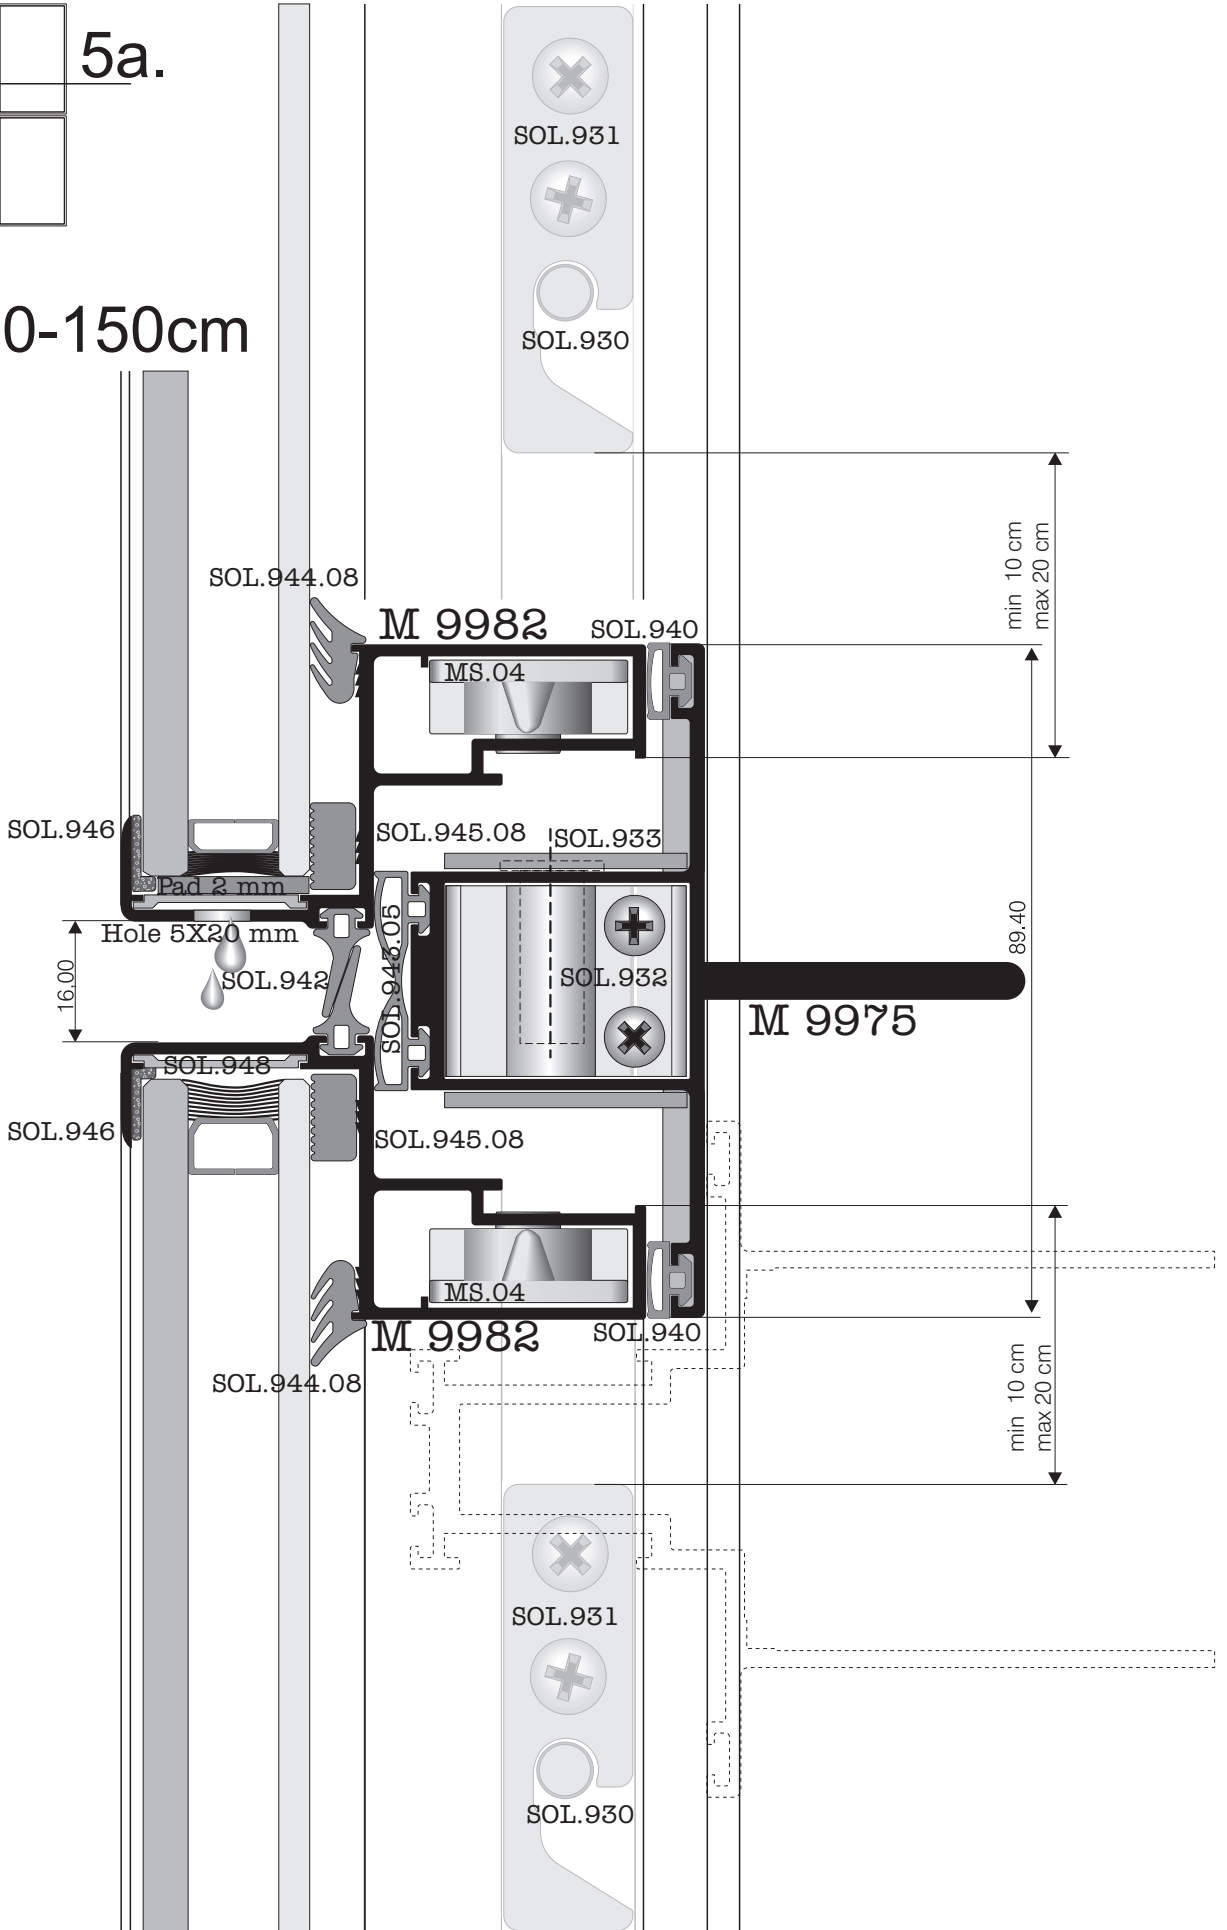 5a.
SOL.931
0-150cm
SOL.930
min 10 cm
max 20 cm
SOL.944.08
M 9982
SOL.940
MS.04
SOL.946
SOL.945.08
SOL.933
Pad 2 mm
Hole 5X20 mm
SOL.943.05
89.40
16,00
SOL.942
SOL.932
M 9975
SOL.948
SOL.946
SOL.945.08
MS.04
M 9982
SOL.940
SOL.944.08
min 10 cm
max 20 cm
SOL.931
SOL.930